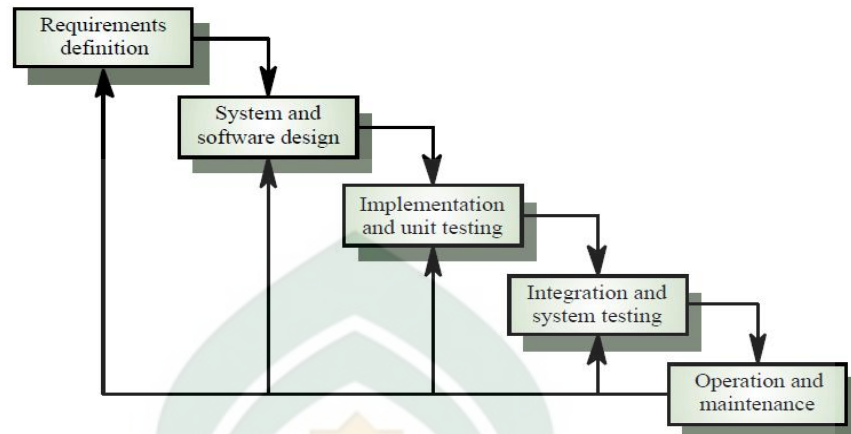 Requirements
definition
System and
software design
Implementation
and unit testing
Integration and
system testing
Operation and
maintenance